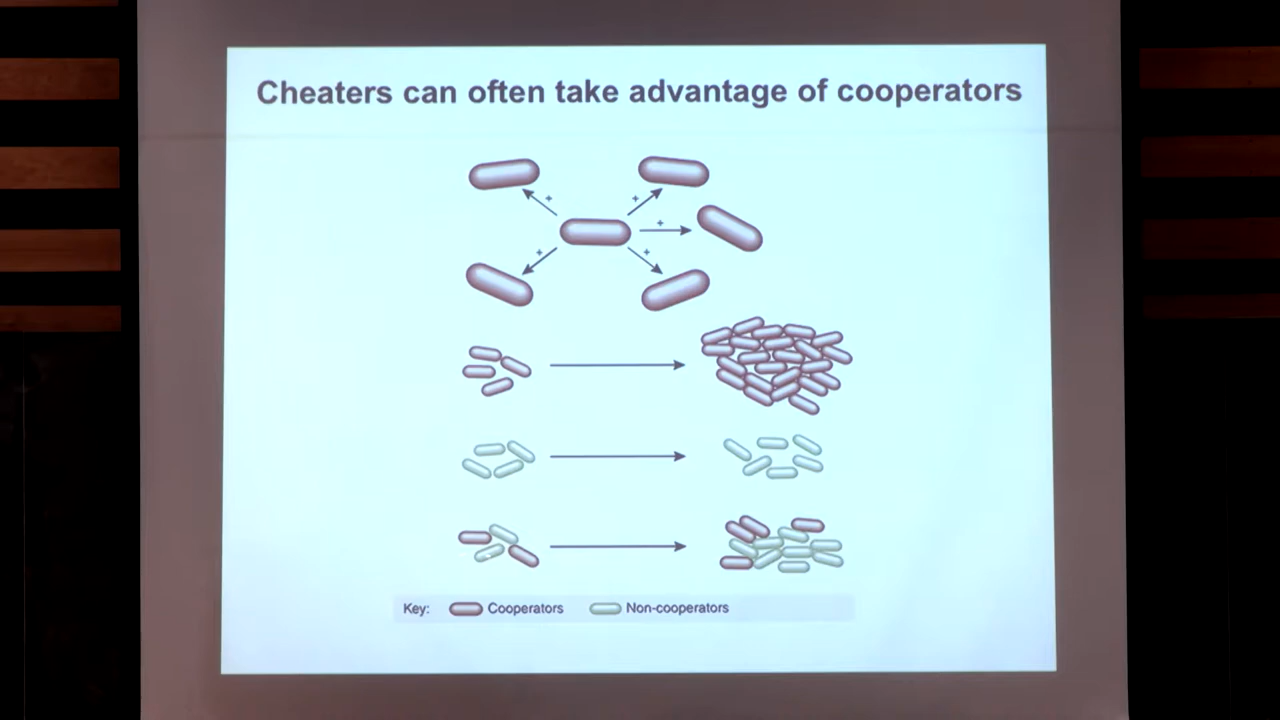 Cheaters can often take advantage of cooperators
+ +
+
+ +
Key: Cooperators Non-cooperators